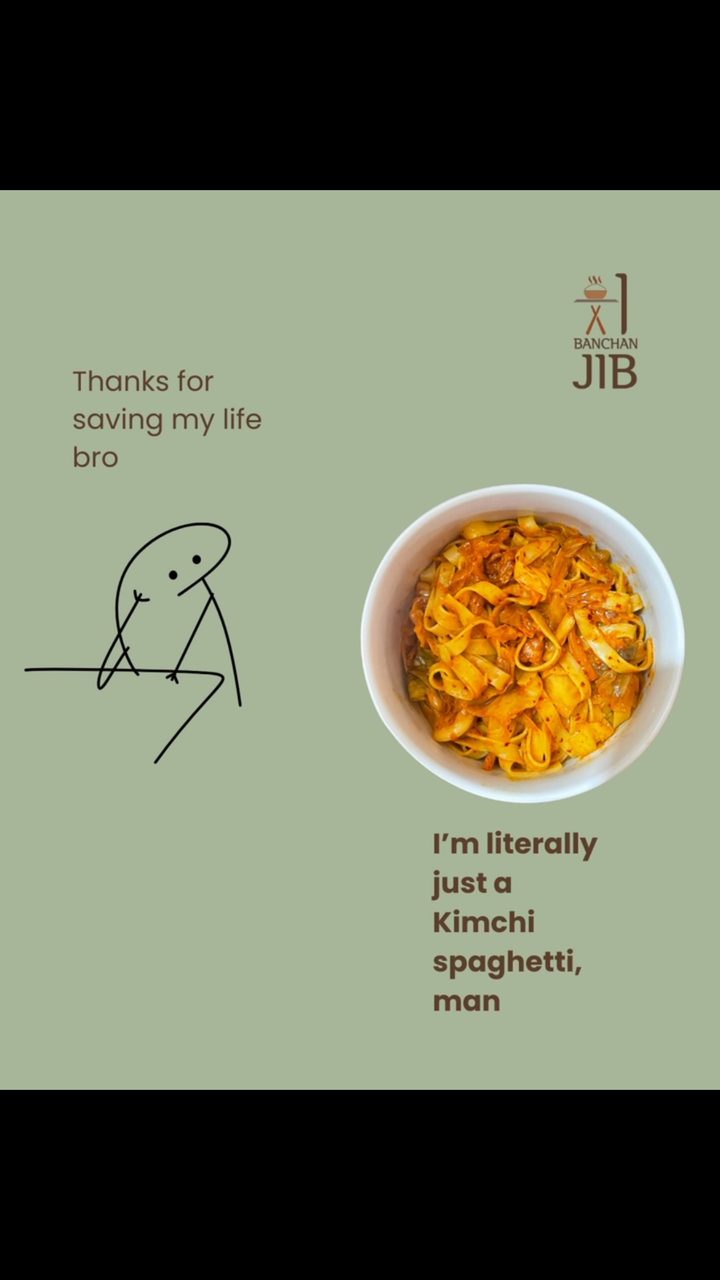 BANCHAN
JIB
Thanks for
saving my life
bro
I’m literally
just a
Kimchi
spaghetti,
man